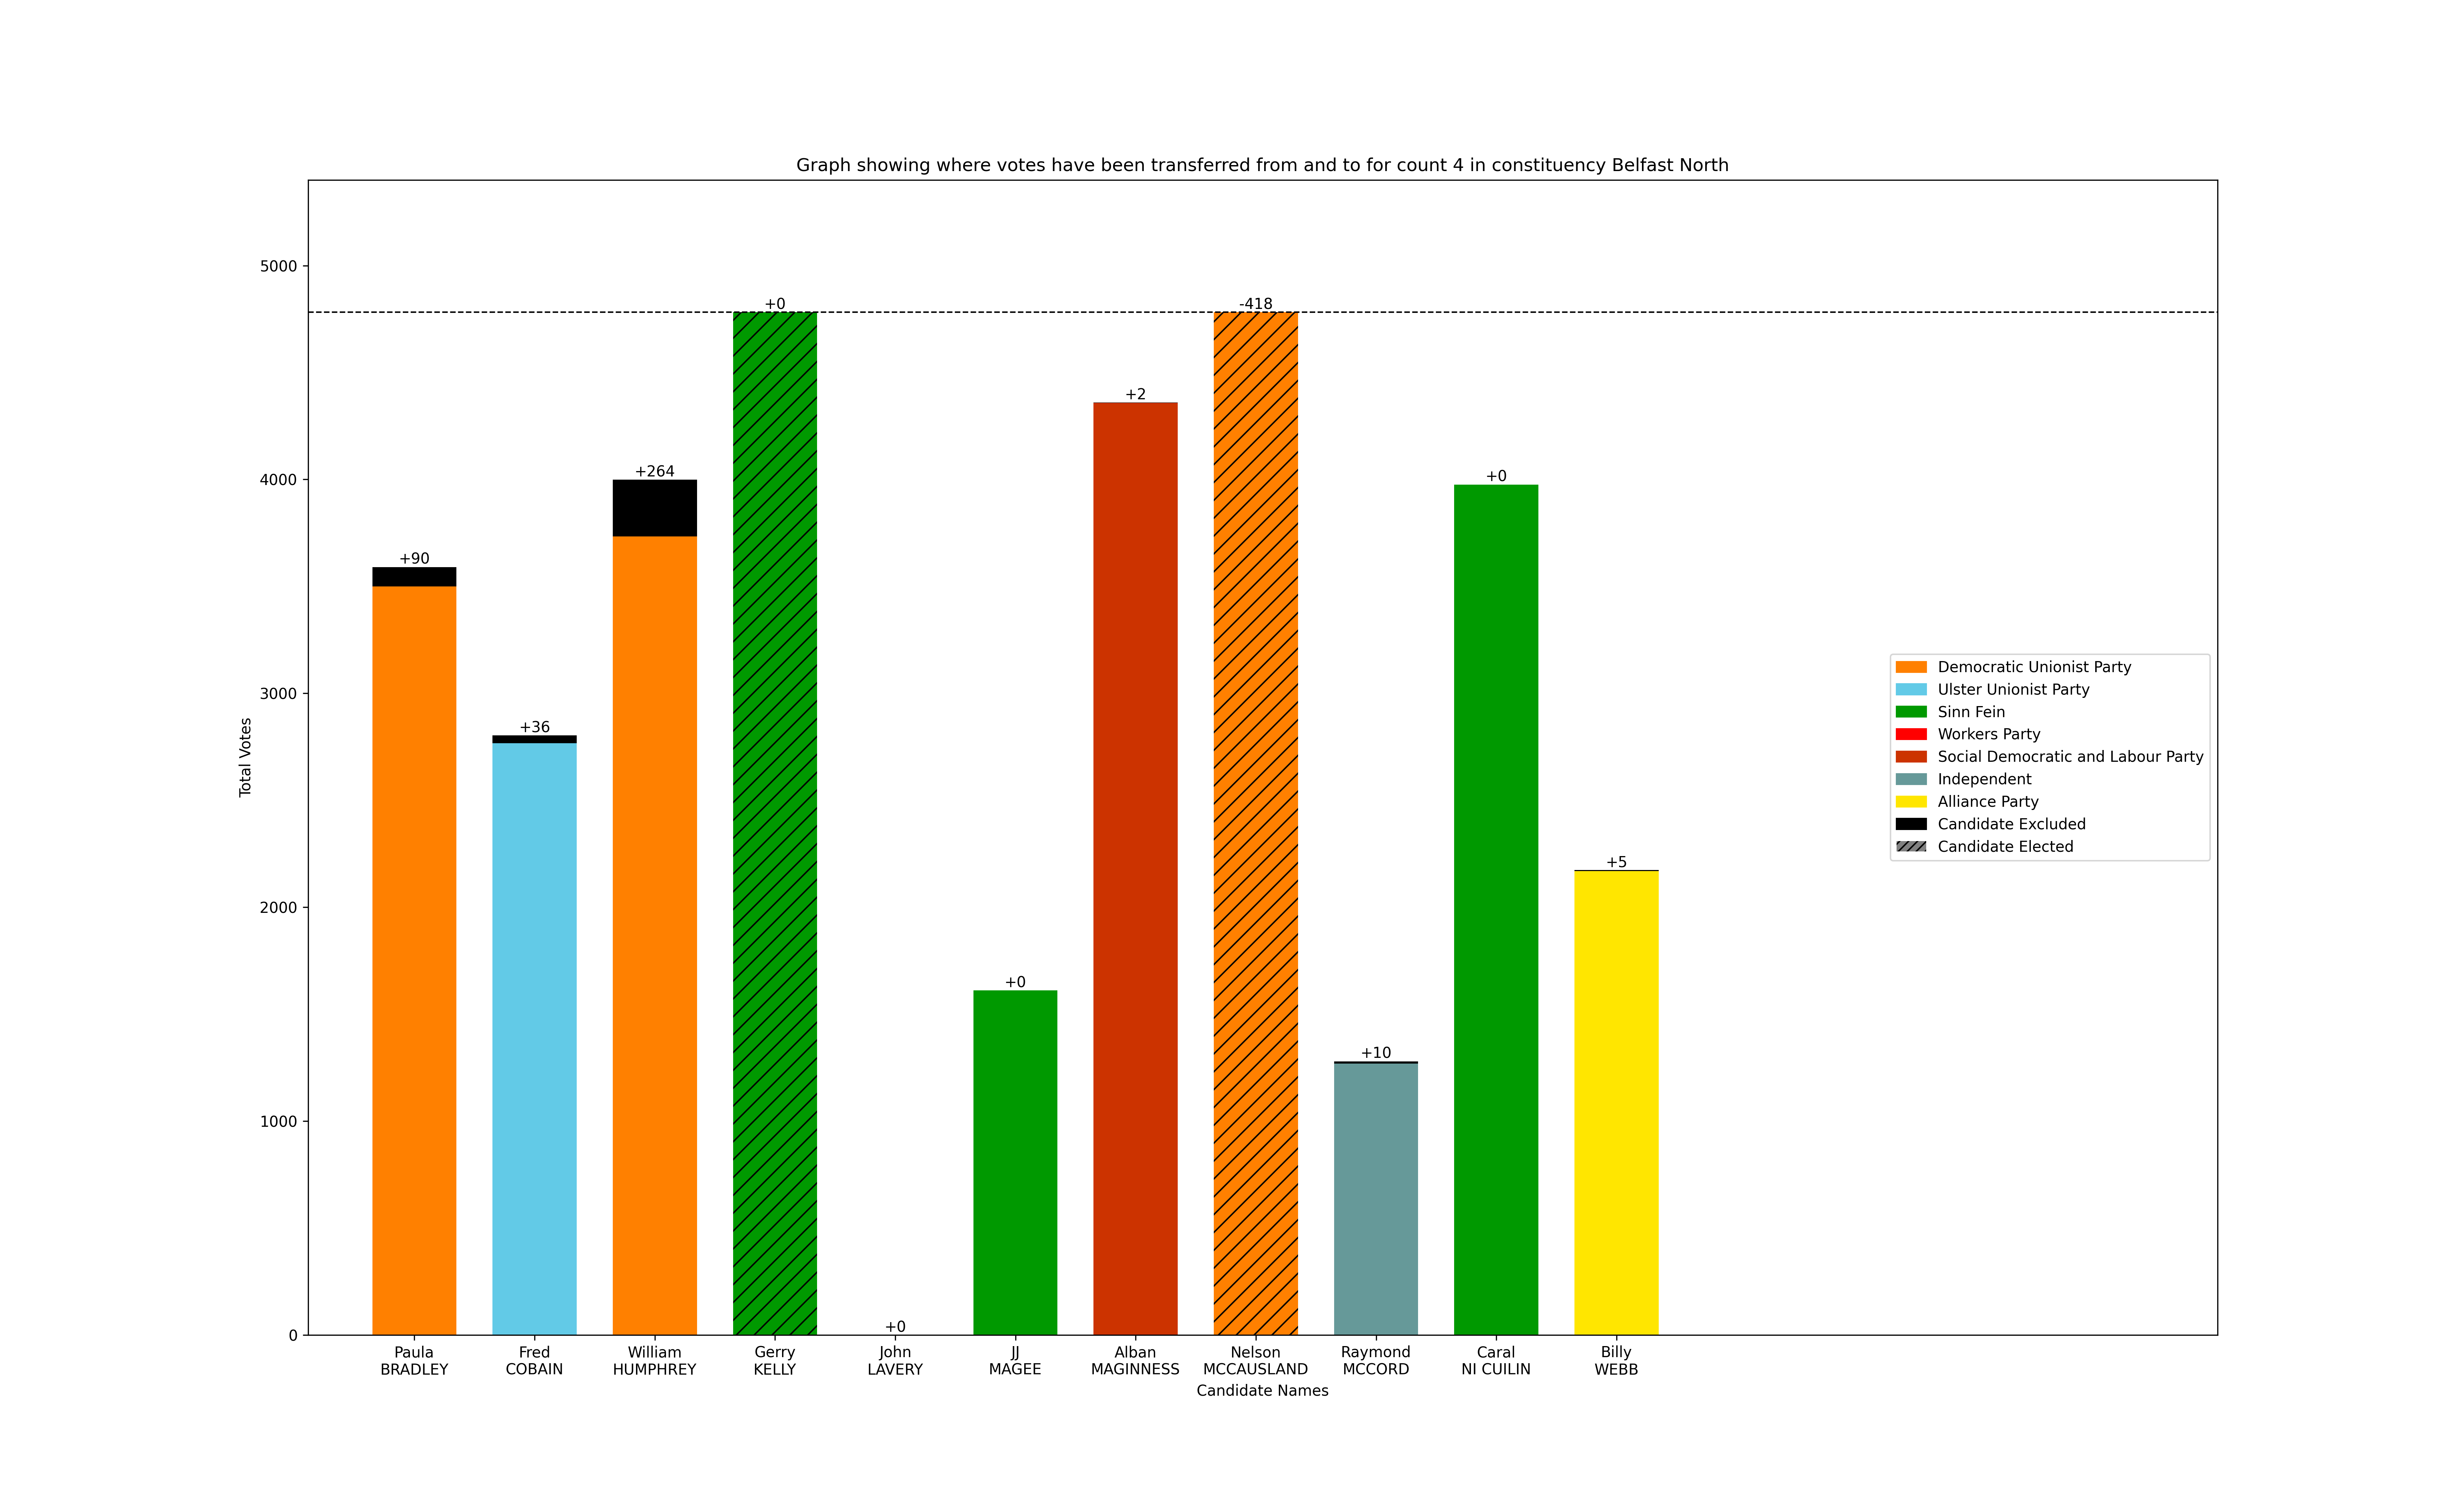 Graph showing where votes have been transferred from and to for count 4 in constituency Belfast North
Total Votes
5000
4000
3000
2000
1000
0
+90
+36
+264
+0
+0
+0
+2
-418
+10
+0
+5
Paula
BRADLEY
Fred
COBAIN
William
HUMPHREY
Gerry
KELLY
John
LAVERY
JJ
MAGEE
Alban
MAGINNESS
Nelson
MCCAUSLAND
Raymond
MCCORD
Caral
NI CUILIN
Billy
WEBB
Candidate Names
Democratic Unionist Party
Ulster Unionist Party
Sinn Fein
Workers Party
Social Democratic and Labour Party
Independent
Alliance Party
Candidate Excluded
Candidate Elected